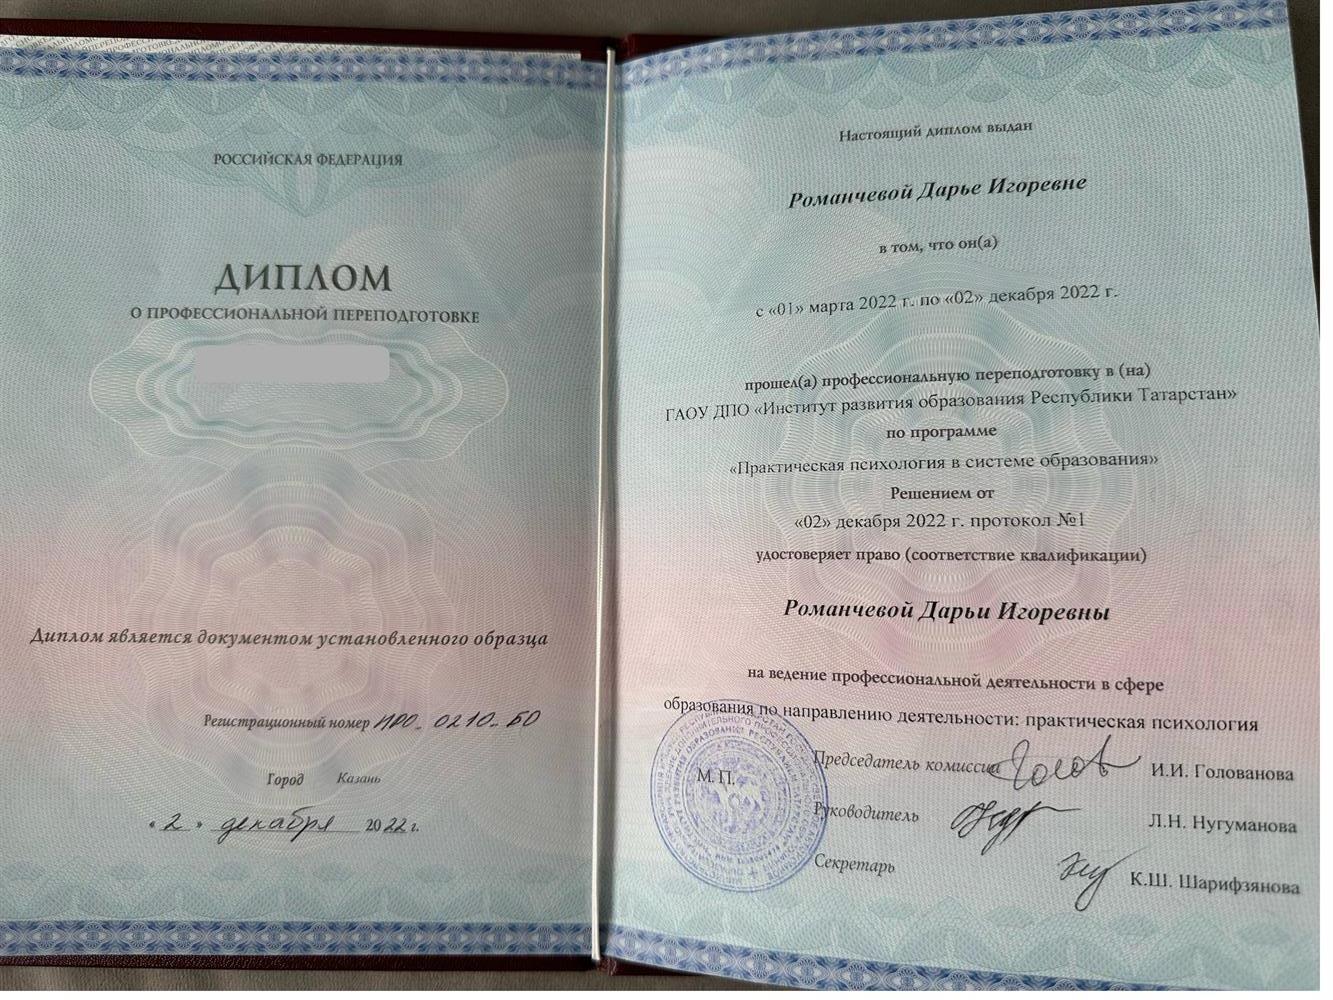 РОССИЙСКАЯ ФЕДЕРАЦИЯ
ДИПЛОМ
О ПРОФЕССИОНАЛЬНОЙ ПЕРЕПОДГОТОВКЕ
Диплом является документом установленного образца
Регистрационный номер ИРО_ 0210_ БО
Город Казань
« 2 » декабря 2022 г.
Настоящий диплом выдан
Романчевой Дарье Игоревне
в том, что он(а)
с «01» марта 2022 г. по «02» декабря 2022 г.
прошел(а) профессиональную переподготовку в (на)
ГАОУ ДПО «Институт развития образования Республики Татарстан»
по программе
«Практическая психология в системе образования»
Решением от
«02» декабря 2022 г. протокол №1
удостоверяет право (соответствие квалификации)
Романчевой Дарьи Игоревны
на ведение профессиональной деятельности в сфере
образования по направлению деятельности: практическая психология
М.П.
Председатель комиссии И.И. Голованова
Руководитель Л.Н. Нугуманова
Секретарь К.Ш. Шарифзянова